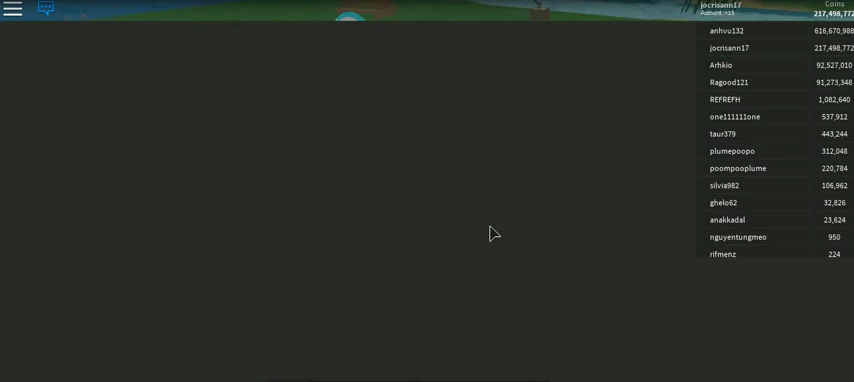 jocrisann17 Coins
Account: <13 217,498,772
anhvu132 616,670,988
jocrisann17 217,498,772
Arhkio 92,527,010
Ragood121 91,273,348
REFREFH 1,082,640
one111111one 537,912
taur379 443,244
plumepoopo 312,048
poompooplume 220,784
silvia982 106,962
ghelo62 32,826
anakkadal 23,624
nguyentungmeo 950
rifmenz 224